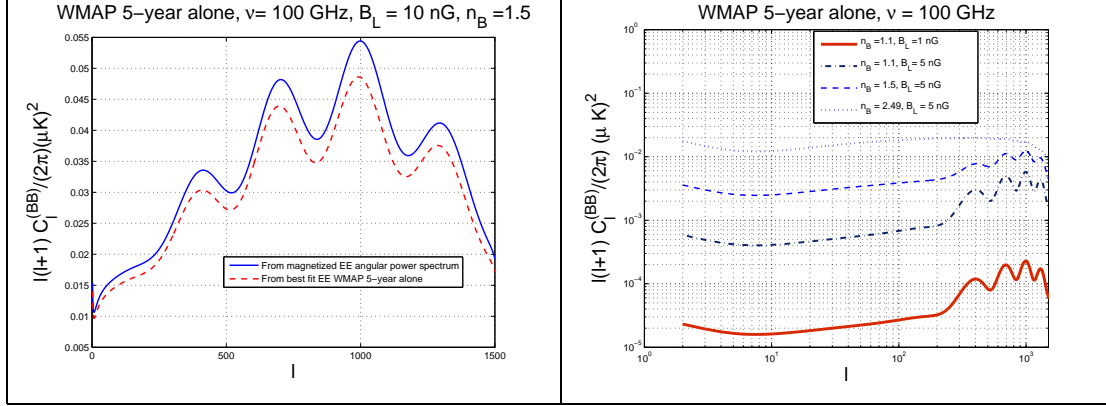 WMAP 5−year alone, ν= 100 GHz, B_L = 10 nG, n_B =1.5
l(l+1) C_l^(BB)/(2π)(μK)^2
0.055
0.05
0.045
0.04
0.035
0.03
0.025
0.02
0.015
0.01
0.005
From magnetized EE angular power spectrum
From best fit EE WMAP 5−year alone
0
500
1000
1500
l
WMAP 5−year alone, ν = 100 GHz
l(l+1) C_l^(BB)/(2π) (μ K)^2
n_B =1.1, B_L=1 nG
n_B = 1.1, B_L= 5 nG
n_B = 1.5, B_L =5 nG
n_B = 2.49, B_L = 5 nG
10^0
10^−1
10^−2
10^−3
10^−4
10^−5
10^0
10^1
10^2
10^3
l